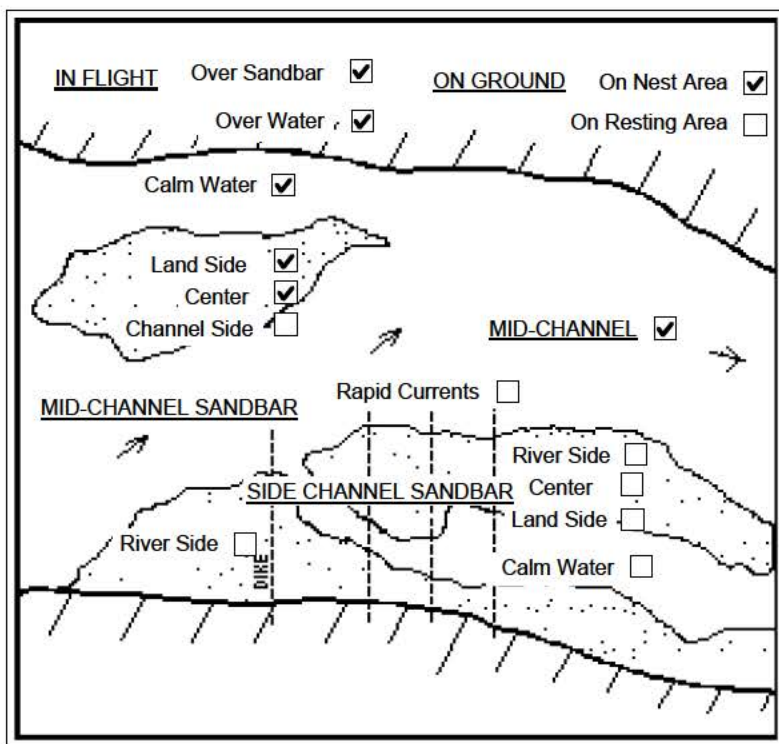 IN FLIGHT Over Sandbar ON GROUND On Nest Area
Over Water On Resting Area
Calm Water
Land Side
Center
Channel Side
MID-CHANNEL
Rapid Currents
MID-CHANNEL SANDBAR
River Side
SIDE CHANNEL SANDBAR Center
Land Side
River Side
Calm Water
DIKE